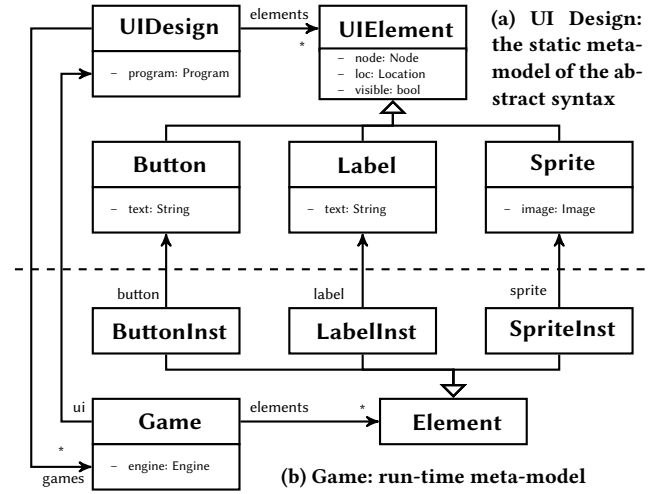 UIDesign
– program: Program
elements
*
UIElement
– node: Node
– loc: Location
– visible: bool
(a) UI Design:
the static meta-
model of the ab-
stract syntax
Button
– text: String
Label
– text: String
Sprite
– image: Image
button
label
sprite
ButtonInst
LabelInst
SpriteInst
ui
Game
– engine: Engine
elements
*
Element
*
games
(b) Game: run-time meta-model